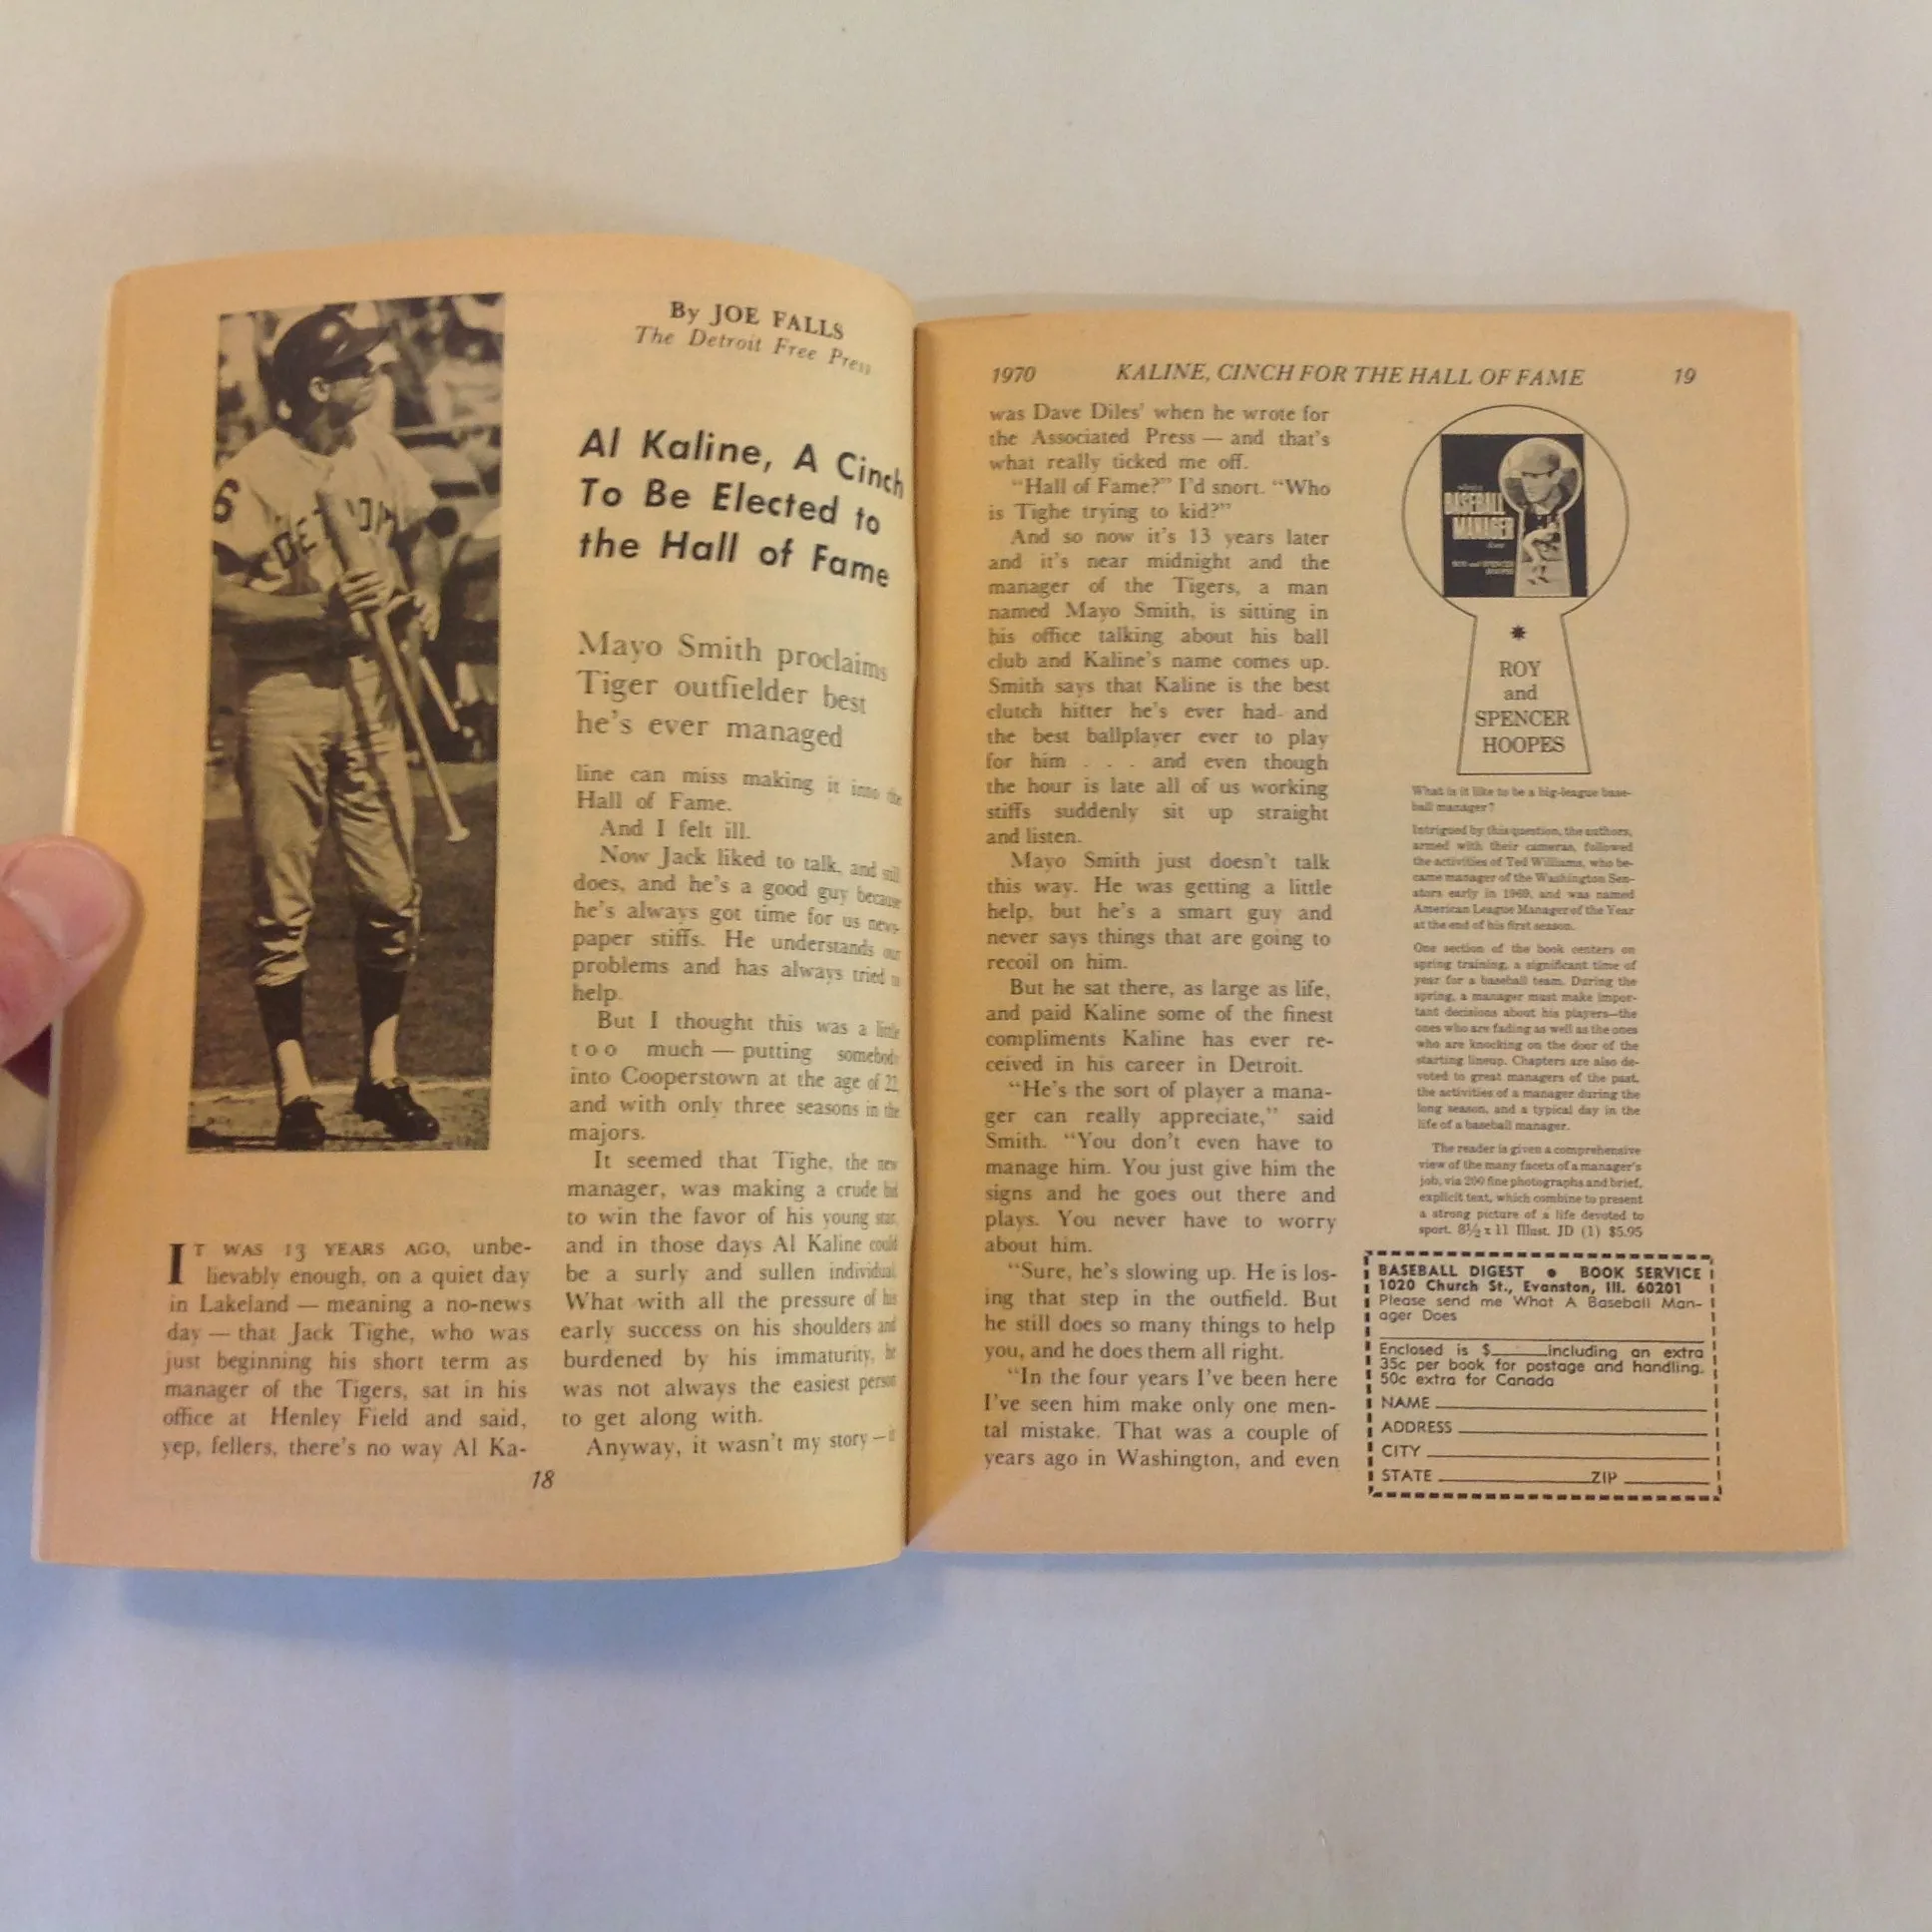 By JOE FALLS
The Detroit Free Press
Al Kaline, A Cinch
To Be Elected to
the Hall of Fame
Mayo Smith proclaims
Tiger outfielder best
he's ever managed
6
DET
IT WAS 13 YEARS AGO, unbe-
lievably enough, on a quiet day
in Lakeland — meaning a no-news
day — that Jack Tighe, who was
just beginning his short term as
manager of the Tigers, sat in his
office at Henley Field and said,
yep, fellers, there's no way Al Ka-
line can miss making it into the
Hall of Fame.
And I felt ill.
Now Jack liked to talk, and still
does, and he's a good guy because
he's always got time for us news-
paper stiffs. He understands our
problems and has always tried to
help.
But I thought this was a little
too much — putting somebody
into Cooperstown at the age of 22
and with only three seasons in the
majors.
It seemed that Tighe, the new
manager, was making a crude bid
to win the favor of his young star,
and in those days Al Kaline could
be a surly and sullen individual.
What with all the pressure of his
early success on his shoulders and
burdened by his immaturity, he
was not always the easiest person
to get along with.
Anyway, it wasn't my story — it
18
1970 KALINE, CINCH FOR THE HALL OF FAME 19
was Dave Diles' when he wrote for
the Associated Press — and that's
what really ticked me off.
"Hall of Fame?" I'd snort. "Who
is Tighe trying to kid?"
And so now it's 13 years later
and it's near midnight and the
manager of the Tigers, a man
named Mayo Smith, is sitting in
his office talking about his ball
club and Kaline's name comes up.
Smith says that Kaline is the best
clutch hitter he's ever had and
the best ballplayer ever to play
for him . . . and even though
the hour is late all of us working
stiffs suddenly sit up straight
and listen.
Mayo Smith just doesn't talk
this way. He was getting a little
help, but he's a smart guy and
never says things that are going to
recoil on him.
But he sat there, as large as life,
and paid Kaline some of the finest
compliments Kaline has ever re-
ceived in his career in Detroit.
"He's the sort of player a mana-
ger can really appreciate," said
Smith. "You don't even have to
manage him. You just give him the
signs and he goes out there and
plays. You never have to worry
about him.
"Sure, he's slowing up. He is los-
ing that step in the outfield. But
he still does so many things to help
you, and he does them all right.
"In the four years I've been here
I've seen him make only one men-
tal mistake. That was a couple of
years ago in Washington, and even
BASEBALL
MANAGER
ROY
and
SPENCER
HOOPES
What is it like to be a big-league base-
ball manager?
Intrigued by this question, the authors,
armed with their cameras, followed
the activities of Ted Williams, who be-
came manager of the Washington Sen-
ators early in 1969, and was named
American League Manager of the Year
at the end of his first season.
One section of the book centers on
spring training, a significant time of
year for a baseball team. During the
spring, a manager must make impor-
tant decisions about his players—the
ones who are fading as well as the ones
who are knocking on the door of the
starting lineup. Chapters are also de-
voted to great managers of the past,
the activities of a manager during the
long season, and a typical day in the
life of a baseball manager.
The reader is given a comprehensive
view of the many facets of a manager's
job, via 200 fine photographs and brief,
explicit text, which combine to present
a strong picture of a life devoted to
sport. 8½ x 11 Illust. JD (1) $5.95
BASEBALL DIGEST ● BOOK SERVICE
1020 Church St., Evanston, Ill. 60201
Please send me What A Baseball Man-
ager Does
Enclosed is $______including an extra
35c per book for postage and handling.
50c extra for Canada
NAME
ADDRESS
CITY
STATE ZIP